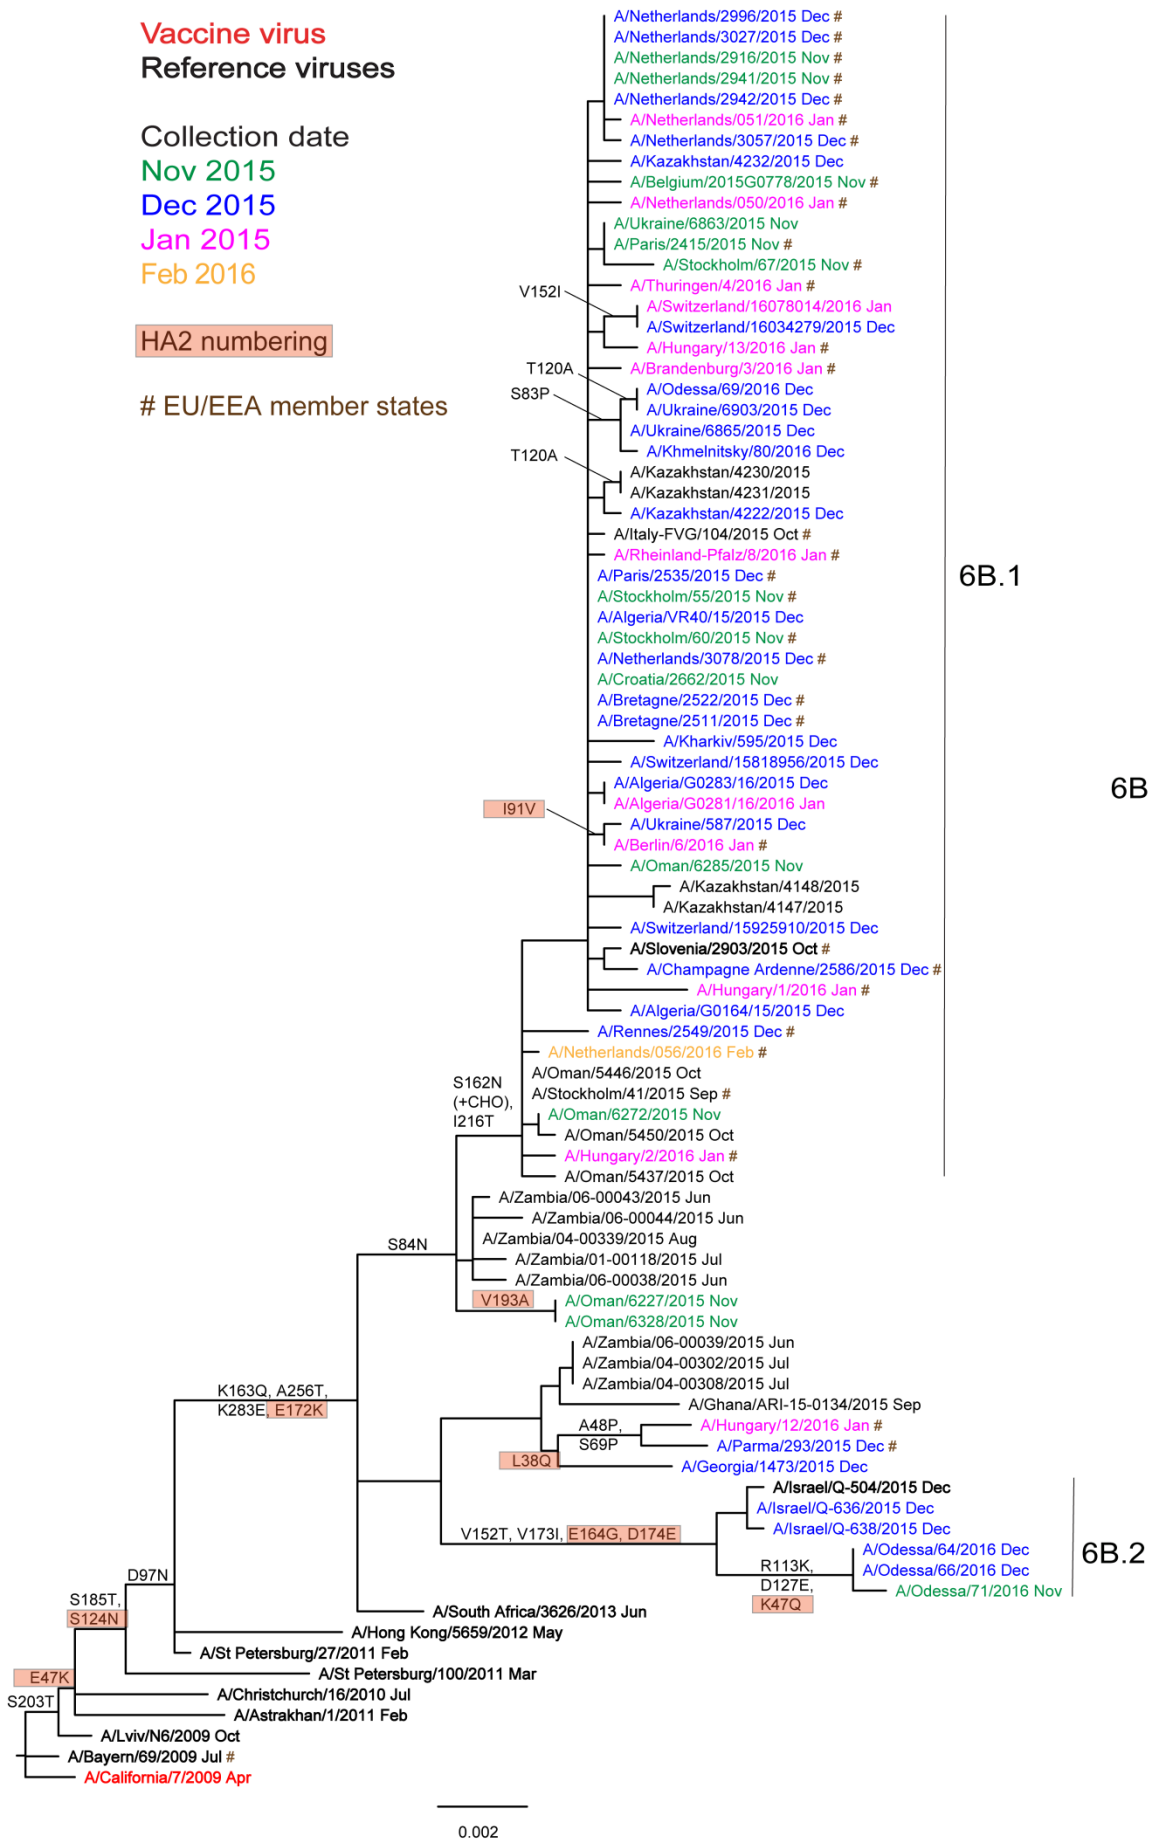 Vaccine virus
Reference viruses
Collection date
Nov 2015
Dec 2015
Jan 2015
Feb 2016
HA2 numbering
# EU/EEA member states
A/Netherlands/2996/2015 Dec #
A/Netherlands/3027/2015 Dec #
A/Netherlands/2916/2015 Nov #
A/Netherlands/2941/2015 Nov #
A/Netherlands/2942/2015 Dec #
A/Netherlands/051/2016 Jan #
A/Netherlands/3057/2015 Dec #
A/Kazakhstan/4232/2015 Dec
A/Belgium/2015G0778/2015 Nov #
A/Netherlands/050/2016 Jan #
A/Ukraine/6863/2015 Nov
A/Paris/2415/2015 Nov #
A/Stockholm/67/2015 Nov #
A/Thuringen/4/2016 Jan #
V152I
A/Switzerland/16078014/2016 Jan
A/Switzerland/16034279/2015 Dec
A/Hungary/13/2016 Jan #
A/Brandenburg/3/2016 Jan #
T120A
A/Odessa/69/2016 Dec
S83P
A/Ukraine/6903/2015 Dec
A/Ukraine/6865/2015 Dec
A/Khmelnitsky/80/2016 Dec
T120A
A/Kazakhstan/4230/2015
A/Kazakhstan/4231/2015
A/Kazakhstan/4222/2015 Dec
A/Italy-FVG/104/2015 Oct #
A/Rheinland-Pfalz/8/2016 Jan #
6B.1
A/Paris/2535/2015 Dec #
A/Stockholm/55/2015 Nov #
A/Algeria/VR40/15/2015 Dec
A/Stockholm/60/2015 Nov #
A/Netherlands/3078/2015 Dec #
A/Croatia/2662/2015 Nov
A/Bretagne/2522/2015 Dec #
A/Bretagne/2511/2015 Dec #
A/Kharkiv/595/2015 Dec
A/Switzerland/15818956/2015 Dec
A/Algeria/G0283/16/2015 Dec
6B
A/Algeria/G0281/16/2016 Jan
I91V
A/Ukraine/587/2015 Dec
A/Berlin/6/2016 Jan #
A/Oman/6285/2015 Nov
A/Kazakhstan/4148/2015
A/Kazakhstan/4147/2015
A/Switzerland/15925910/2015 Dec
A/Slovenia/2903/2015 Oct #
A/Champagne Ardenne/2586/2015 Dec #
A/Hungary/1/2016 Jan #
A/Algeria/G0164/15/2015 Dec
A/Rennes/2549/2015 Dec #
A/Netherlands/056/2016 Feb #
A/Oman/5446/2015 Oct
S162N
(+CHO),
I216T
A/Stockholm/41/2015 Sep #
A/Oman/6272/2015 Nov
A/Oman/5450/2015 Oct
A/Hungary/2/2016 Jan #
A/Oman/5437/2015 Oct
A/Zambia/06-00043/2015 Jun
A/Zambia/06-00044/2015 Jun
S84N
A/Zambia/04-00339/2015 Aug
A/Zambia/01-00118/2015 Jul
A/Zambia/06-00038/2015 Jun
V193A
A/Oman/6227/2015 Nov
A/Oman/6328/2015 Nov
A/Zambia/06-00039/2015 Jun
A/Zambia/04-00302/2015 Jul
A/Zambia/04-00308/2015 Jul
K163Q, A256T,
K283E, E172K
A/Ghana/ARI-15-0134/2015 Sep
A48P,
S69P
A/Hungary/12/2016 Jan #
A/Parma/293/2015 Dec #
L38Q
A/Georgia/1473/2015 Dec
A/Israel/Q-504/2015 Dec
A/Israel/Q-636/2015 Dec
V152T, V173I, E164G, D174E
A/Israel/Q-638/2015 Dec
6B.2
A/Odessa/64/2016 Dec
R113K,
D127E,
K47Q
A/Odessa/66/2016 Dec
A/Odessa/71/2016 Nov
D97N
S185T,
S124N
A/South Africa/3626/2013 Jun
A/Hong Kong/5659/2012 May
A/St Petersburg/27/2011 Feb
A/St Petersburg/100/2011 Mar
E47K
A/Christchurch/16/2010 Jul
S203T
A/Astrakhan/1/2011 Feb
A/Lviv/N6/2009 Oct
A/Bayern/69/2009 Jul #
A/California/7/2009 Apr
0.002